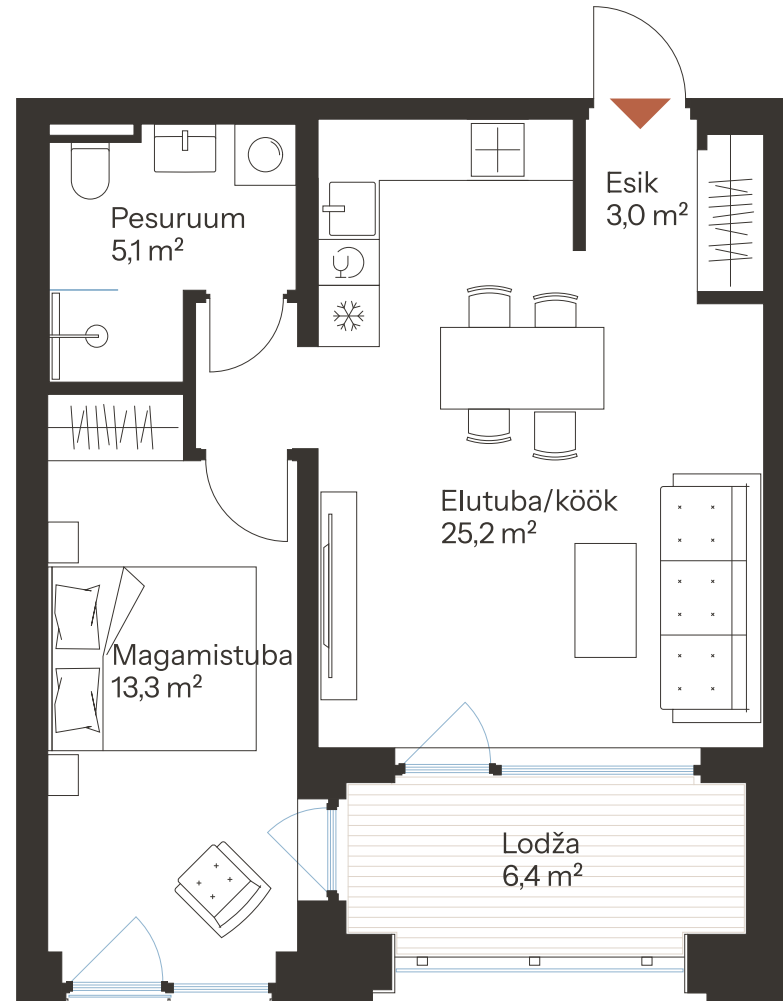 Esik
3,0 m²
Pesuruum
5,1 m²
Elutuba/köök
25,2 m²
Magamistuba
13,3 m²
Lodža
6,4 m²